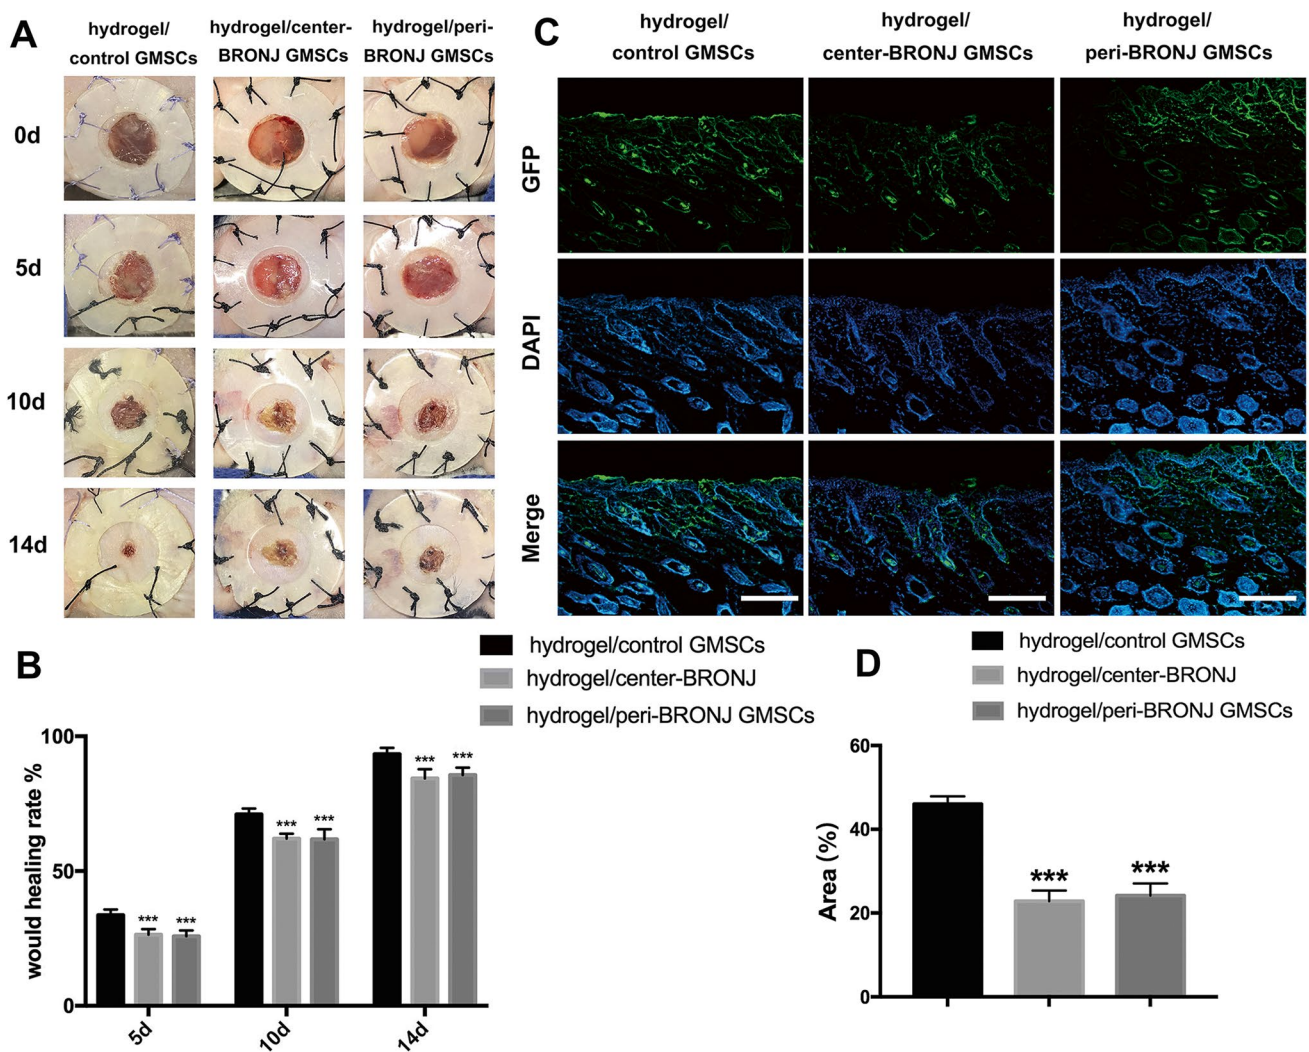 A
hydrogel/
control GMSCs
hydrogel/center-
BRONJ GMSCs
hydrogel/peri-
BRONJ GMSCs
0d
5d
10d
14d
C
hydrogel/
control GMSCs
hydrogel/
center-BRONJ GMSCs
hydrogel/
peri-BRONJ GMSCs
GFP
DAPI
Merge
B
hydrogel/control GMSCs
hydrogel/center-BRONJ
hydrogel/peri-BRONJ GMSCs
would healing rate %
100
50
0
*** ***
*** ***
*** ***
5d
10d
14d
D
hydrogel/control GMSCs
hydrogel/center-BRONJ
hydrogel/peri-BRONJ GMSCs
Area (%)
60
40
20
0
*** ***